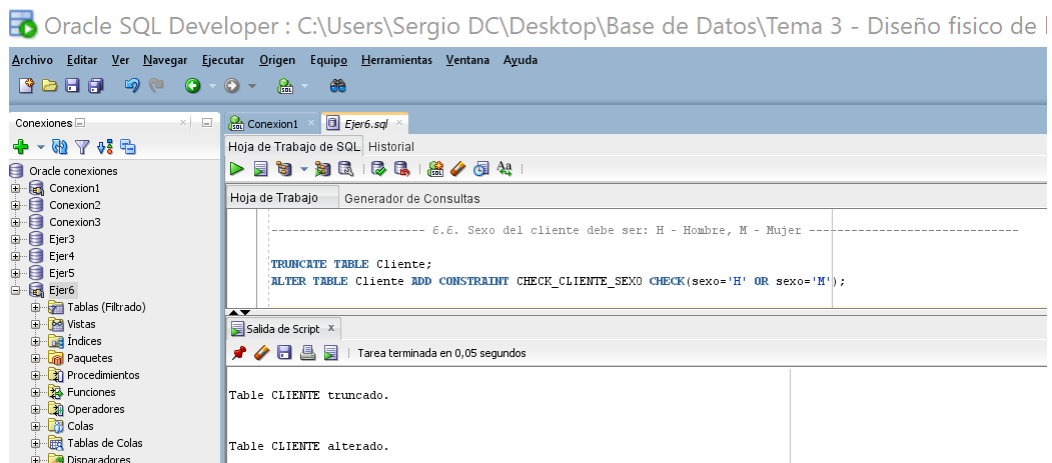 Oracle SQL Developer : C:\Users\Sergio DC\Desktop\Base de Datos\Tema 3 - Diseño fisico de
Archivo Editar Ver Navegar Ejecutar Origen Equipo Herramientas Ventana Ayuda
Conexiones
Oracle conexiones
Conexion1
Conexion2
Conexion3
Ejer3
Ejer4
Ejer5
Ejer6
Tablas (Filtrado)
Vistas
Índices
Paquetes
Procedimientos
Funciones
Operadores
Colas
Tablas de Colas
Disparadores
Conexion1 Ejer6.sql
Hoja de Trabajo de SQL Historial
Hoja de Trabajo Generador de Consultas
---------------------- 6.6. Sexo del cliente debe ser: H - Hombre, M - Mujer ------------------------------
TRUNCATE TABLE Cliente;
ALTER TABLE Cliente ADD CONSTRAINT CHECK_CLIENTE_SEXO CHECK(sexo='H' OR sexo='M');
Salida de Script x
Tarea terminada en 0,05 segundos
Table CLIENTE truncado.
Table CLIENTE alterado.